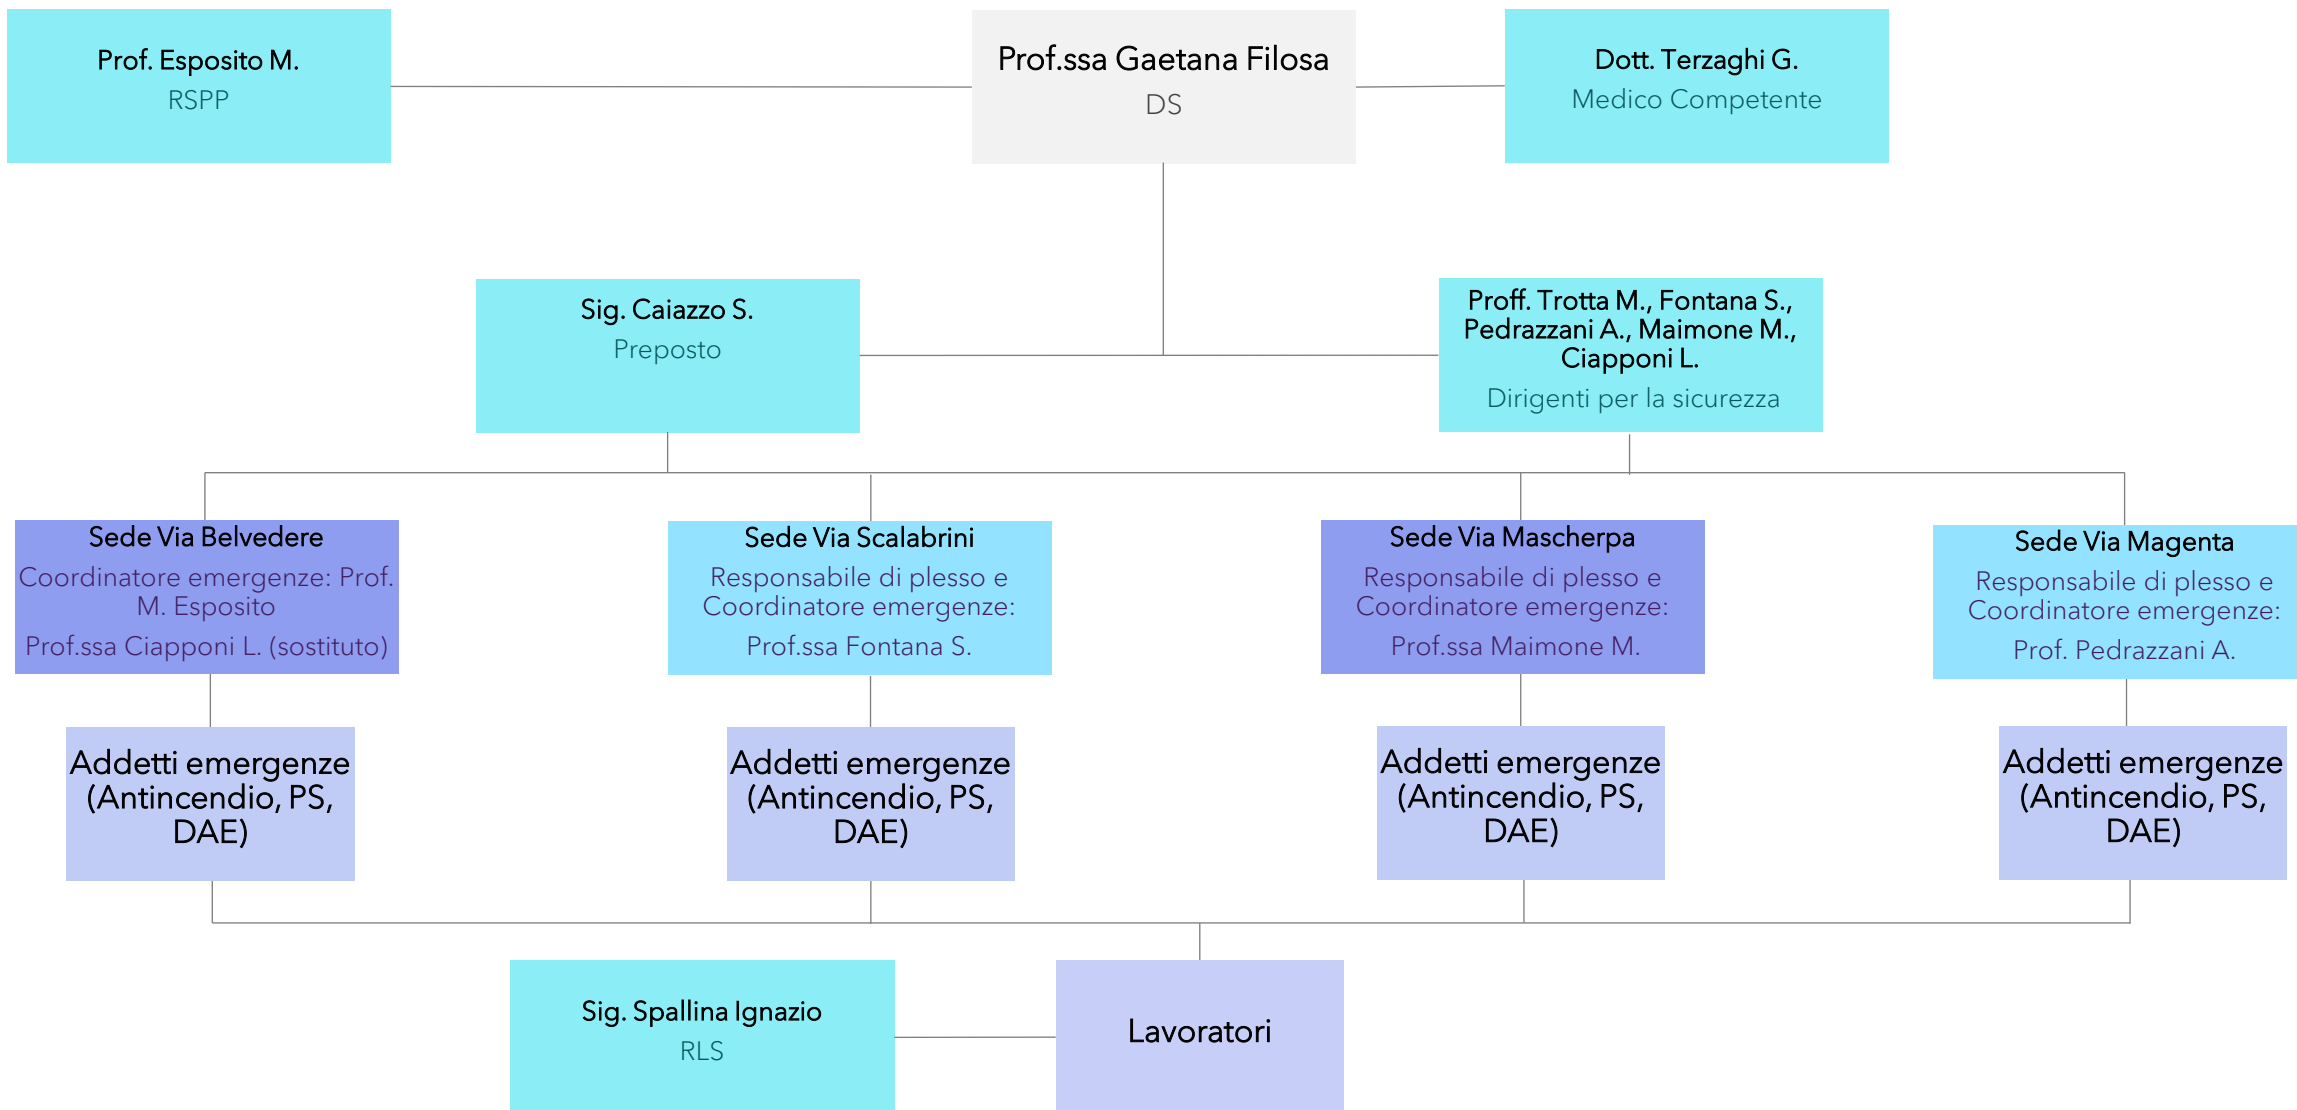 Prof. Esposito M.
RSPP
Prof.ssa Gaetana Filosa
DS
Dott. Terzaghi G.
Medico Competente
Sig. Caiazzo S.
Preposto
Proff. Trotta M., Fontana S.,
Pedrazzani A., Maimone M.,
Ciapponi L.
Dirigenti per la sicurezza
Sede Via Belvedere
Coordinatore emergenze: Prof.
M. Esposito
Prof.ssa Ciapponi L. (sostituto)
Sede Via Scalabrini
Responsabile di plesso e
Coordinatore emergenze:
Prof.ssa Fontana S.
Sede Via Mascherpa
Responsabile di plesso e
Coordinatore emergenze:
Prof.ssa Maimone M.
Sede Via Magenta
Responsabile di plesso e
Coordinatore emergenze:
Prof. Pedrazzani A.
Addetti emergenze
(Antincendio, PS,
DAE)
Addetti emergenze
(Antincendio, PS,
DAE)
Addetti emergenze
(Antincendio, PS,
DAE)
Addetti emergenze
(Antincendio, PS,
DAE)
Sig. Spallina Ignazio
RLS
Lavoratori